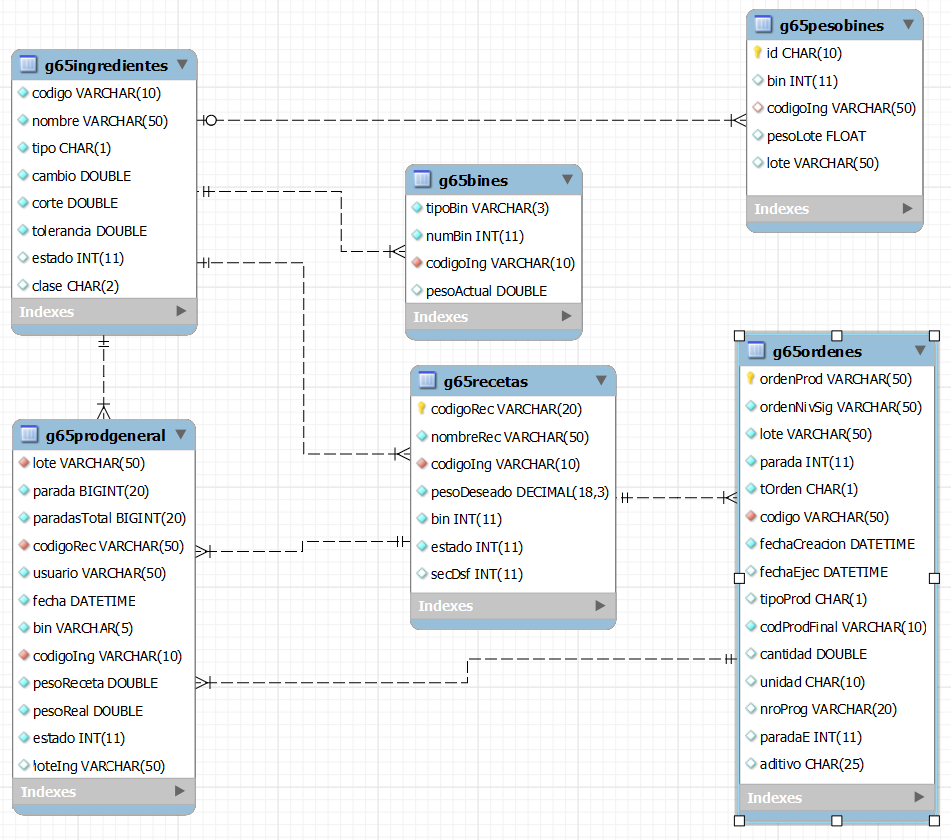 g65ingredientes
codigo VARCHAR(10)
nombre VARCHAR(50)
tipo CHAR(1)
cambio DOUBLE
corte DOUBLE
tolerancia DOUBLE
estado INT(11)
clase CHAR(2)
Indexes
g65pesobines
id CHAR(10)
bin INT(11)
codigoIng VARCHAR(50)
pesoLote FLOAT
lote VARCHAR(50)
Indexes
g65bines
tipoBin VARCHAR(3)
numBin INT(11)
codigoIng VARCHAR(10)
pesoActual DOUBLE
Indexes
g65recetas
codigoRec VARCHAR(20)
nombreRec VARCHAR(50)
codigoIng VARCHAR(10)
pesoDeseado DECIMAL(18,3)
bin INT(11)
estado INT(11)
secDsf INT(11)
Indexes
g65ordenes
ordenProd VARCHAR(50)
ordenNivSig VARCHAR(50)
lote VARCHAR(50)
parada INT(11)
tOrden CHAR(1)
codigo VARCHAR(50)
fechaCreacion DATETIME
fechaEjec DATETIME
tipoProd CHAR(1)
codProdFinal VARCHAR(10)
cantidad DOUBLE
unidad CHAR(10)
nroProg VARCHAR(20)
paradaE INT(11)
aditivo CHAR(25)
Indexes
g65prodgeneral
lote VARCHAR(50)
parada BIGINT(20)
paradasTotal BIGINT(20)
codigoRec VARCHAR(50)
usuario VARCHAR(50)
fecha DATETIME
bin VARCHAR(5)
codigoIng VARCHAR(10)
pesoReceta DOUBLE
pesoReal DOUBLE
estado INT(11)
loteIng VARCHAR(50)
Indexes